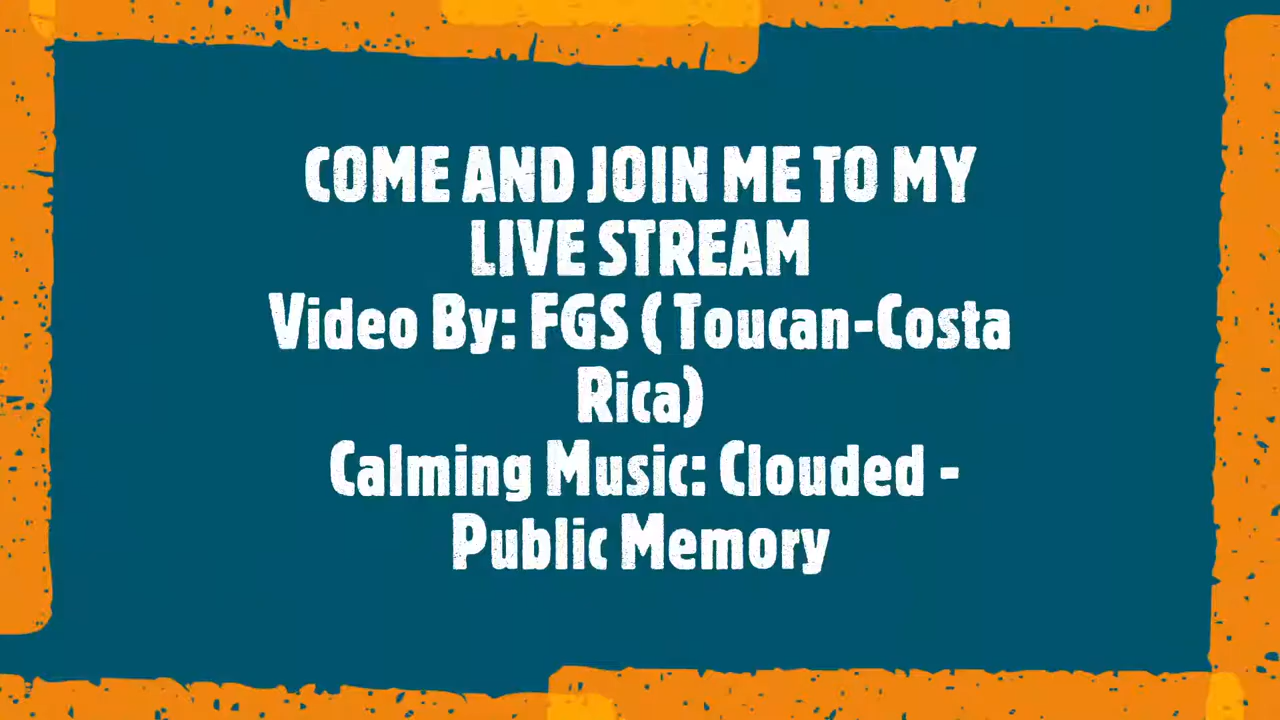 COME AND JOIN ME TO MY
LIVE STREAM
Video By: FGS ( Toucan-Costa
Rica)
Calming Music: Clouded -
Public Memory